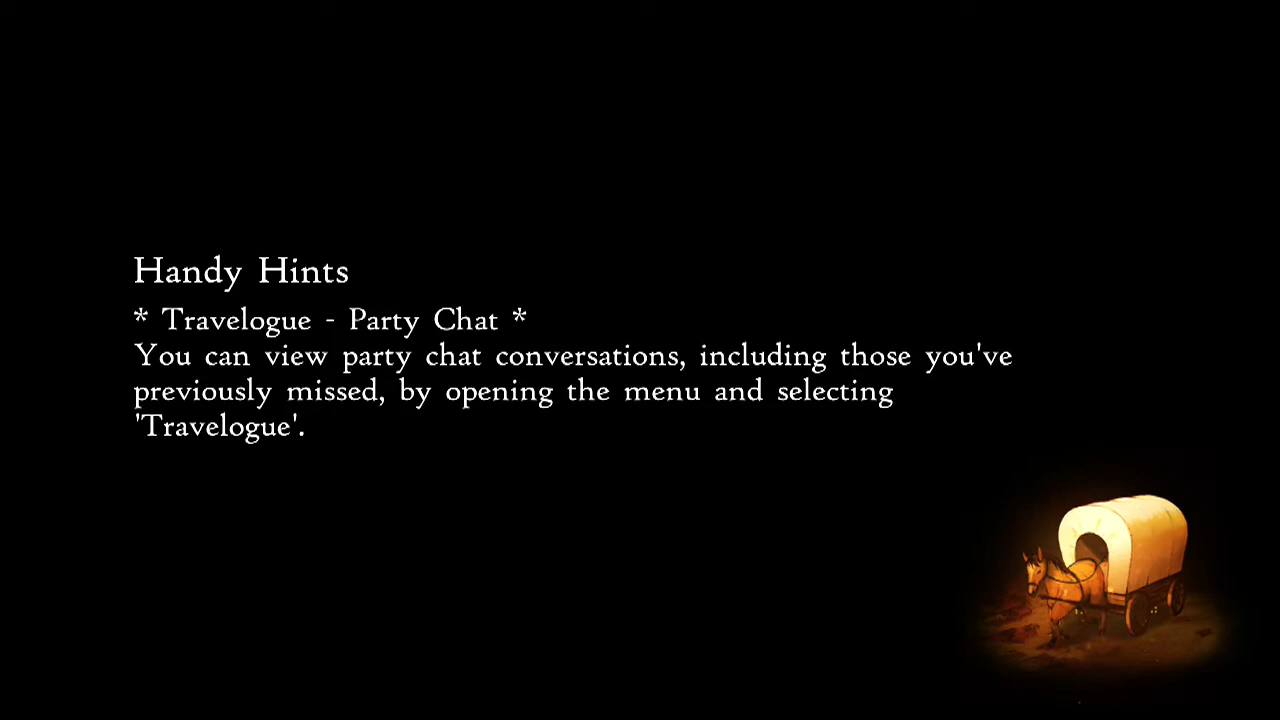 Handy Hints
* Travelogue - Party Chat *
You can view party chat conversations, including those you've
previously missed, by opening the menu and selecting
'Travelogue'.